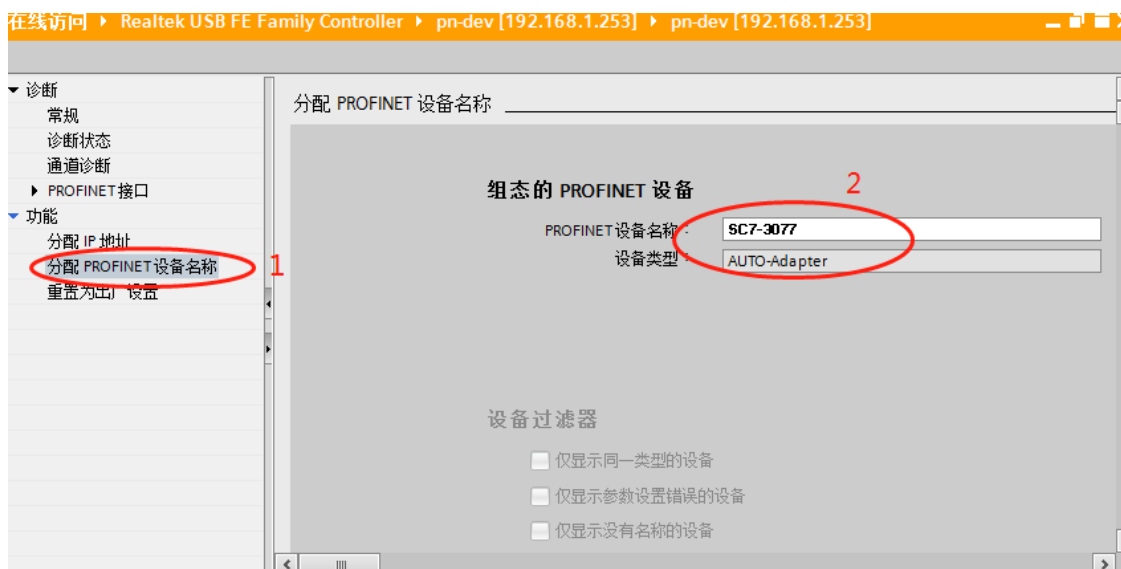 在线访问 ▸ Realtek USB FE Family Controller ▸ pn-dev [192.168.1.253] ▸ pn-dev [192.168.1.253]
诊断
常规
诊断状态
通道诊断
PROFINET接口
功能
分配 IP 地址
分配 PROFINET设备名称
1
重置为出厂设置
分配 PROFINET 设备名称
组态的 PROFINET 设备
2
PROFINET设备名称：
SC7-3077
设备类型：
AUTO-Adapter
设备过滤器
仅显示同一类型的设备
仅显示参数设置错误的设备
仅显示没有名称的设备